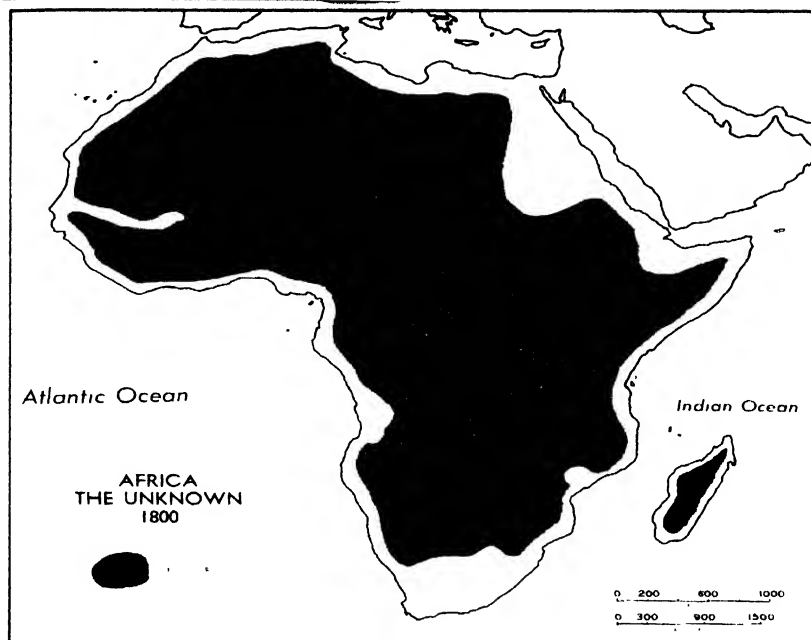 Atlantic Ocean
Indian Ocean
AFRICA
THE UNKNOWN
1800
0 200 600 1000
0 300 900 1500